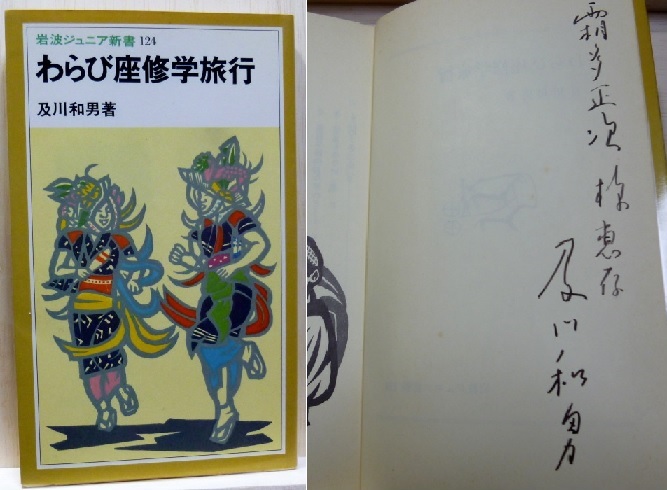 岩波ジュニア新書 124
わらび座修学旅行
及川和男著
霜多正次様 恵存
及川和男